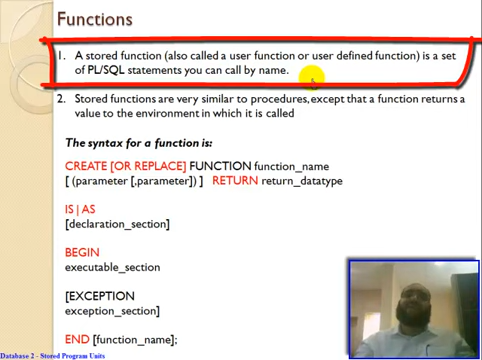 Functions
1. A stored function (also called a user function or user defined function) is a set
of PL/SQL statements you can call by name.
2. Stored functions are very similar to procedures, except that a function returns a
value to the environment in which it is called
The syntax for a function is:
CREATE [OR REPLACE] FUNCTION function_name
[ (parameter [,parameter]) ] RETURN return_datatype
IS | AS
[declaration_section]
BEGIN
executable_section
[EXCEPTION
exception_section]
END [function_name];
Database 2 - Stored Program Units